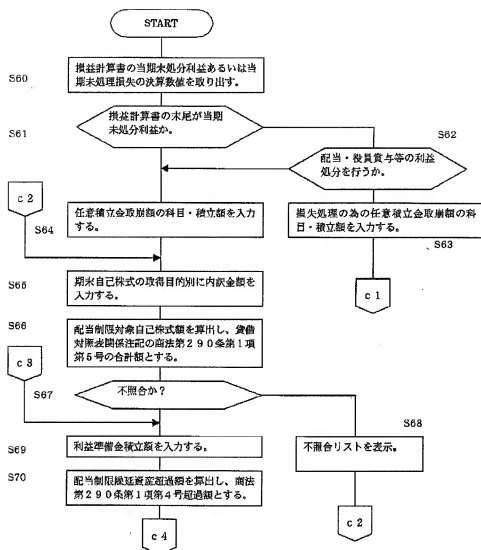 START
S60
損益計算書の当期未処分利益あるいは当
期未処理損失の決算数値を取り出す。
S61
損益計算書の末尾が当期
未処分利益か。
S62
配当・役員賞与等の利益
処分を行うか。
c2
S64
任意積立金取崩額の科目・積立額を入力
する。
損失処理の為の任意積立金取崩額の科
目・積立額を入力する。
S63
c1
S65
期末自己株式の取得目的別に内訳金額を
入力する。
S66
配当制限対象自己株式額を算出し、貸借
対照表関係注記の商法第290条第1項
第5号の合計額とする。
c3
S67
不照合か？
S68
S69
利益準備金積立額を入力する。
不照合リストを表示。
S70
配当制限繰延資産超過額を算出し、商法
第290条第1項第4号超過額とする。
c2
c4